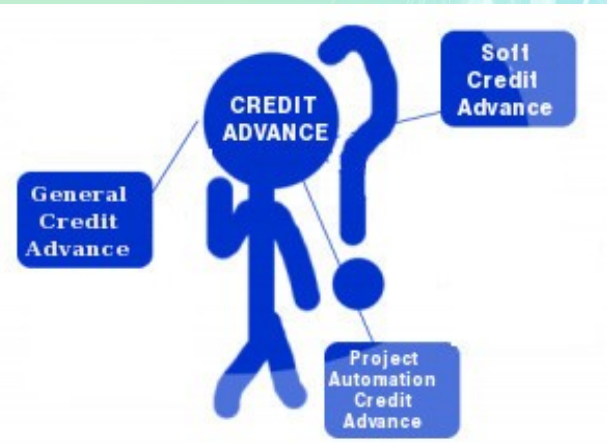 CREDIT
ADVANCE
Soft
Credit
Advance
General
Credit
Advance
Project
Automation
Credit
Advance